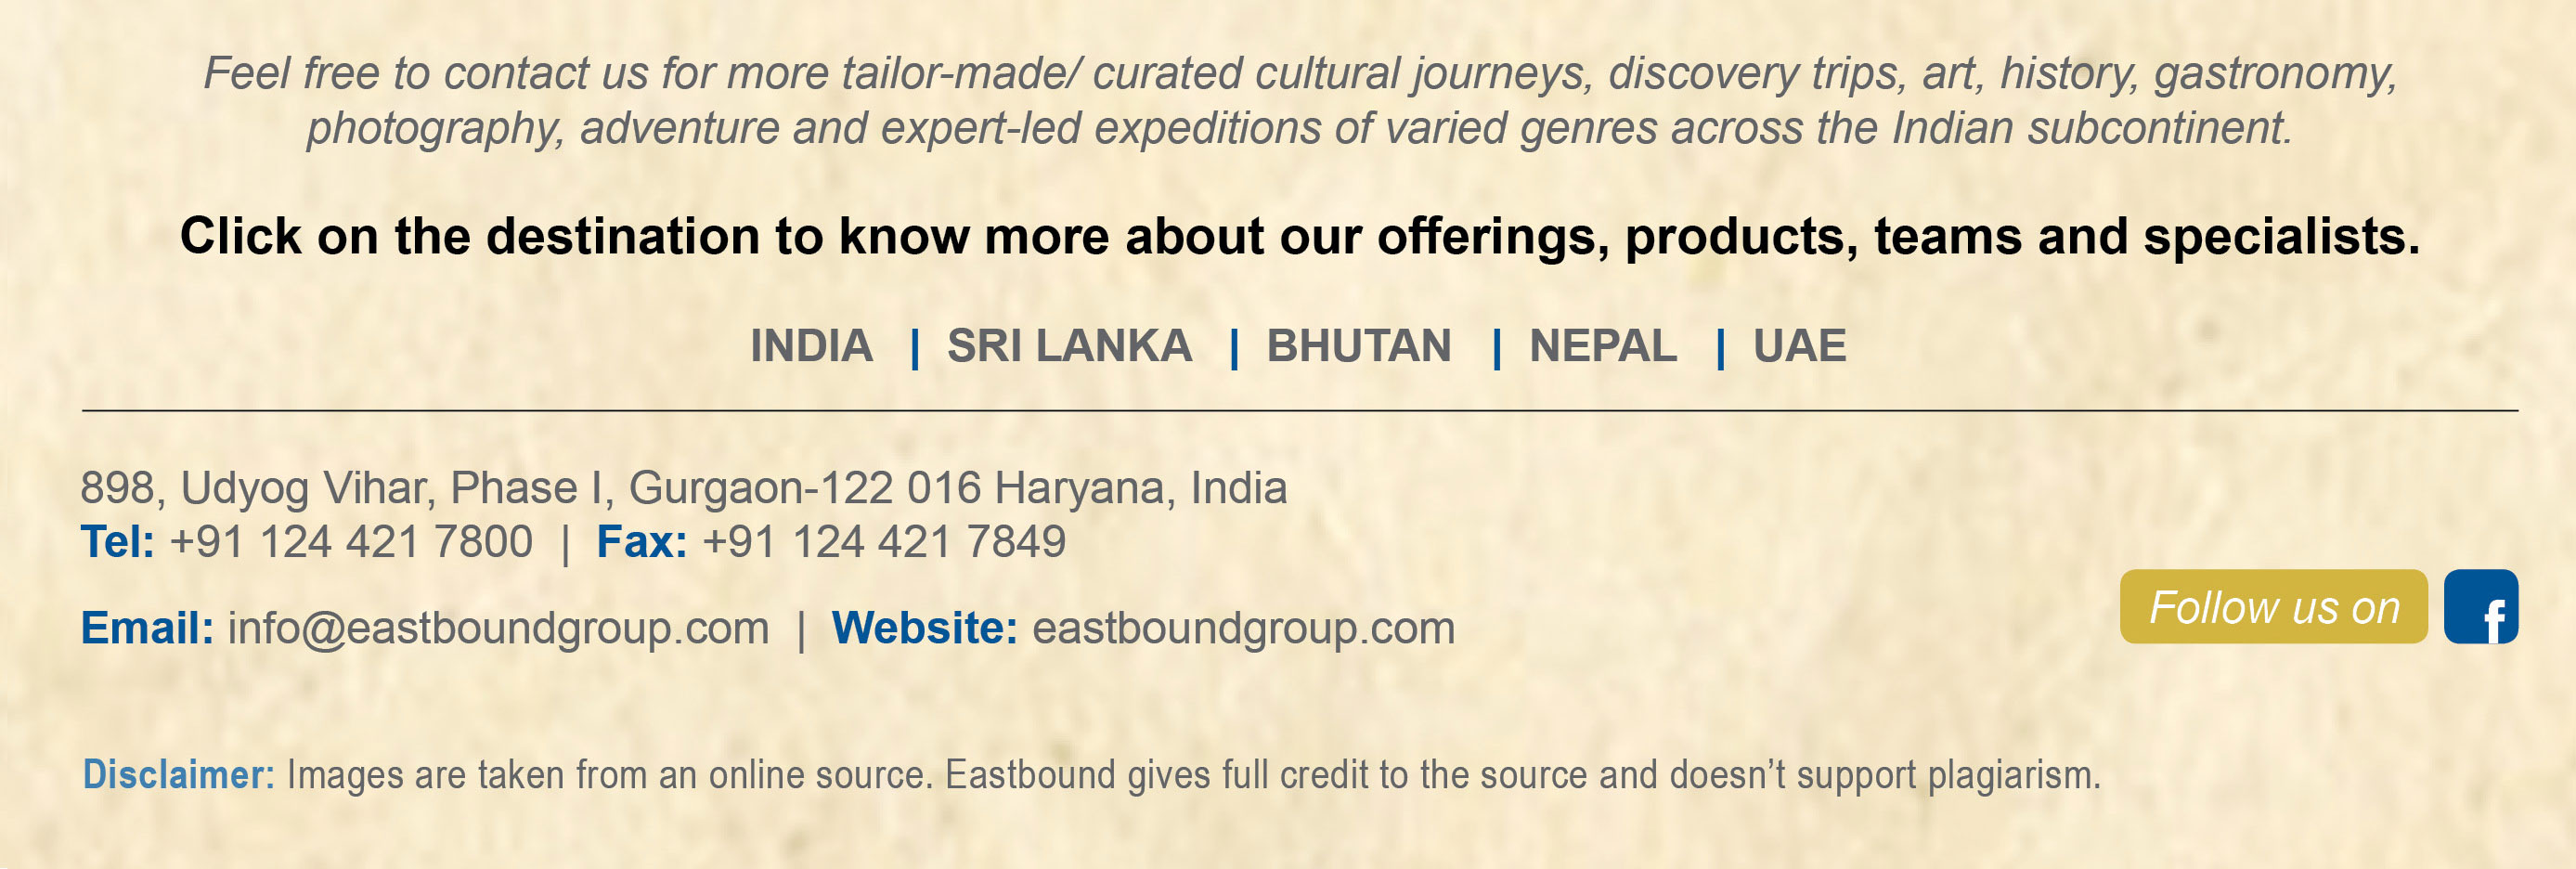 Feel free to contact us for more tailor-made/ curated cultural journeys, discovery trips, art, history, gastronomy,
photography, adventure and expert-led expeditions of varied genres across the Indian subcontinent.
Click on the destination to know more about our offerings, products, teams and specialists.
INDIA | SRI LANKA | BHUTAN | NEPAL | UAE
898, Udyog Vihar, Phase I, Gurgaon-122 016 Haryana, India
Tel: +91 124 421 7800 | Fax: +91 124 421 7849
Email: info@eastboundgroup.com | Website: eastboundgroup.com
Follow us on f
Disclaimer: Images are taken from an online source. Eastbound gives full credit to the source and doesn’t support plagiarism.